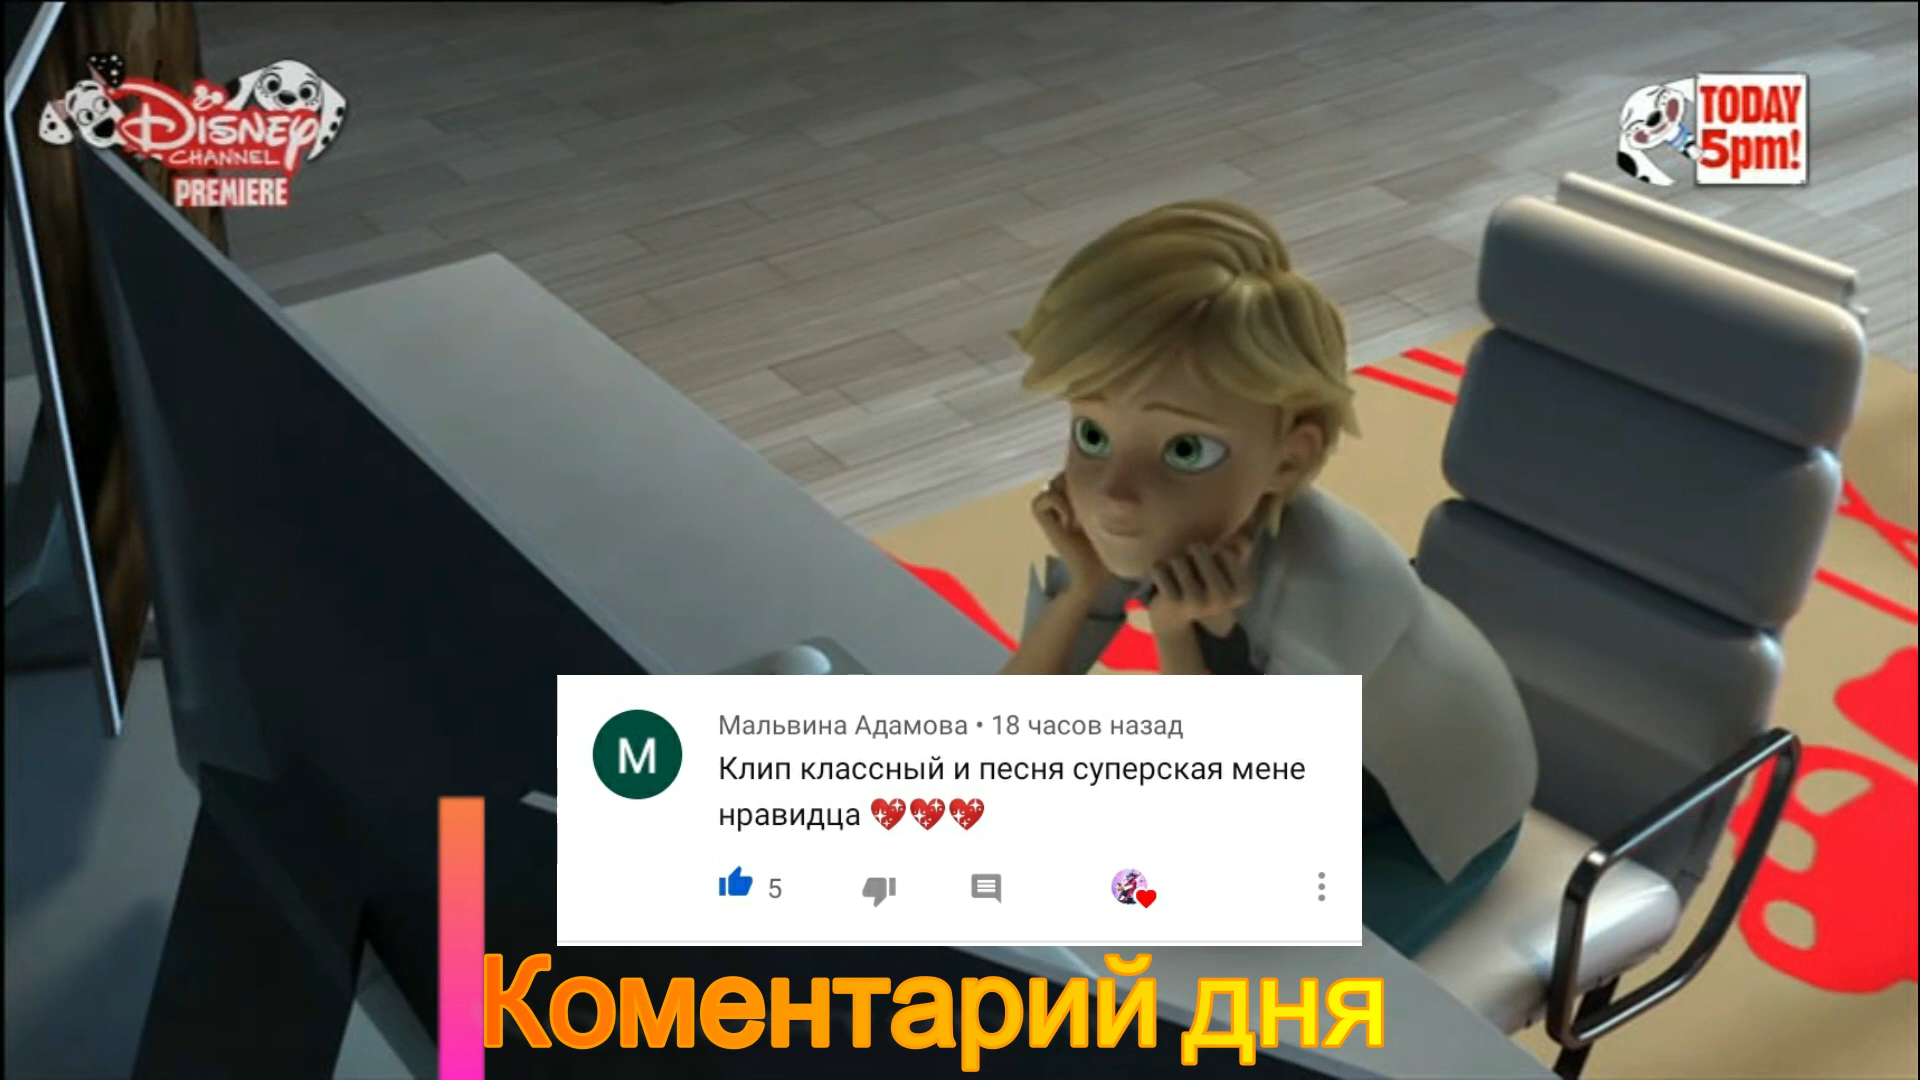 DISNEY
CHANNEL
PREMIERE
TODAY
5pm!
М
Мальвина Адамова • 18 часов назад
Клип классный и песня суперская мене
нравидца 💖💖💖
5
Коментарий дня